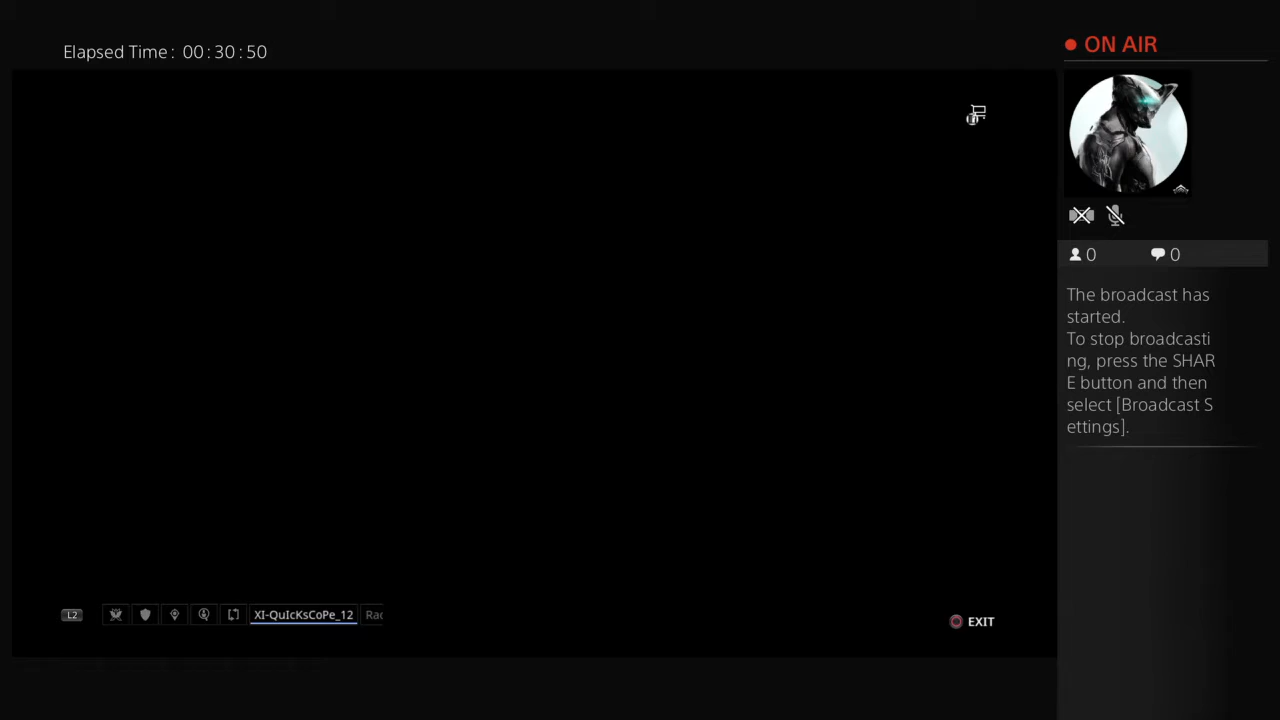 Elapsed Time: 00:30:50
ON AIR
0 0
The broadcast has
started.
To stop broadcasti
ng, press the SHAR
E button and then
select [Broadcast S
ettings].
L2 XI-QuIcKsCoPe_12 Rac
EXIT